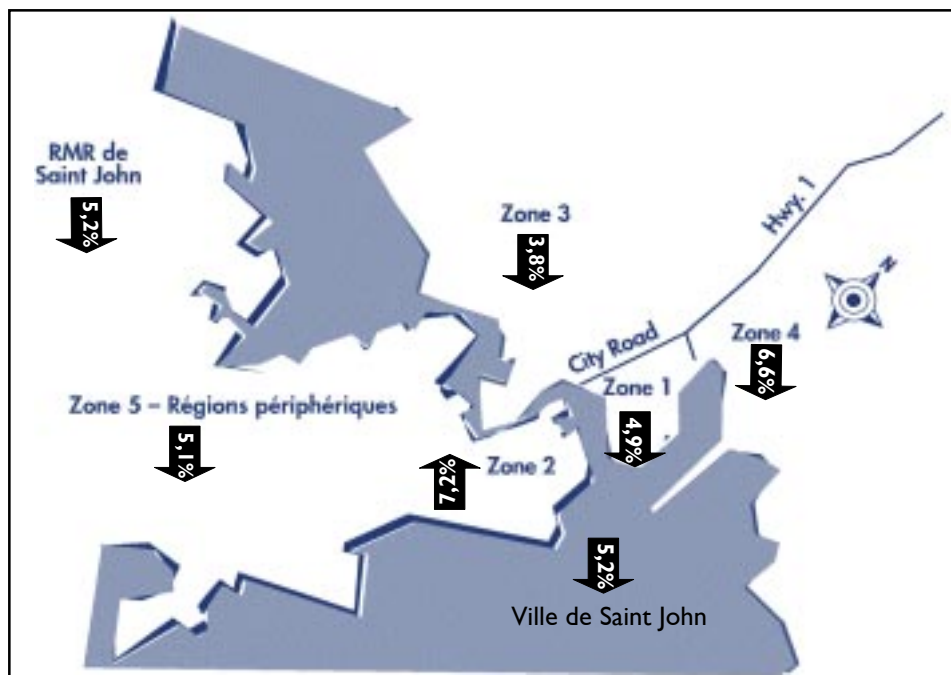 RMR de
Saint John
5,2%
Zone 3
3,8%
Hwy. 1
N
City Road
Zone 4
6,6%
Zone 1
4,9%
Zone 5 – Régions périphériques
5,1%
Zone 2
7,2%
5,2%
Ville de Saint John